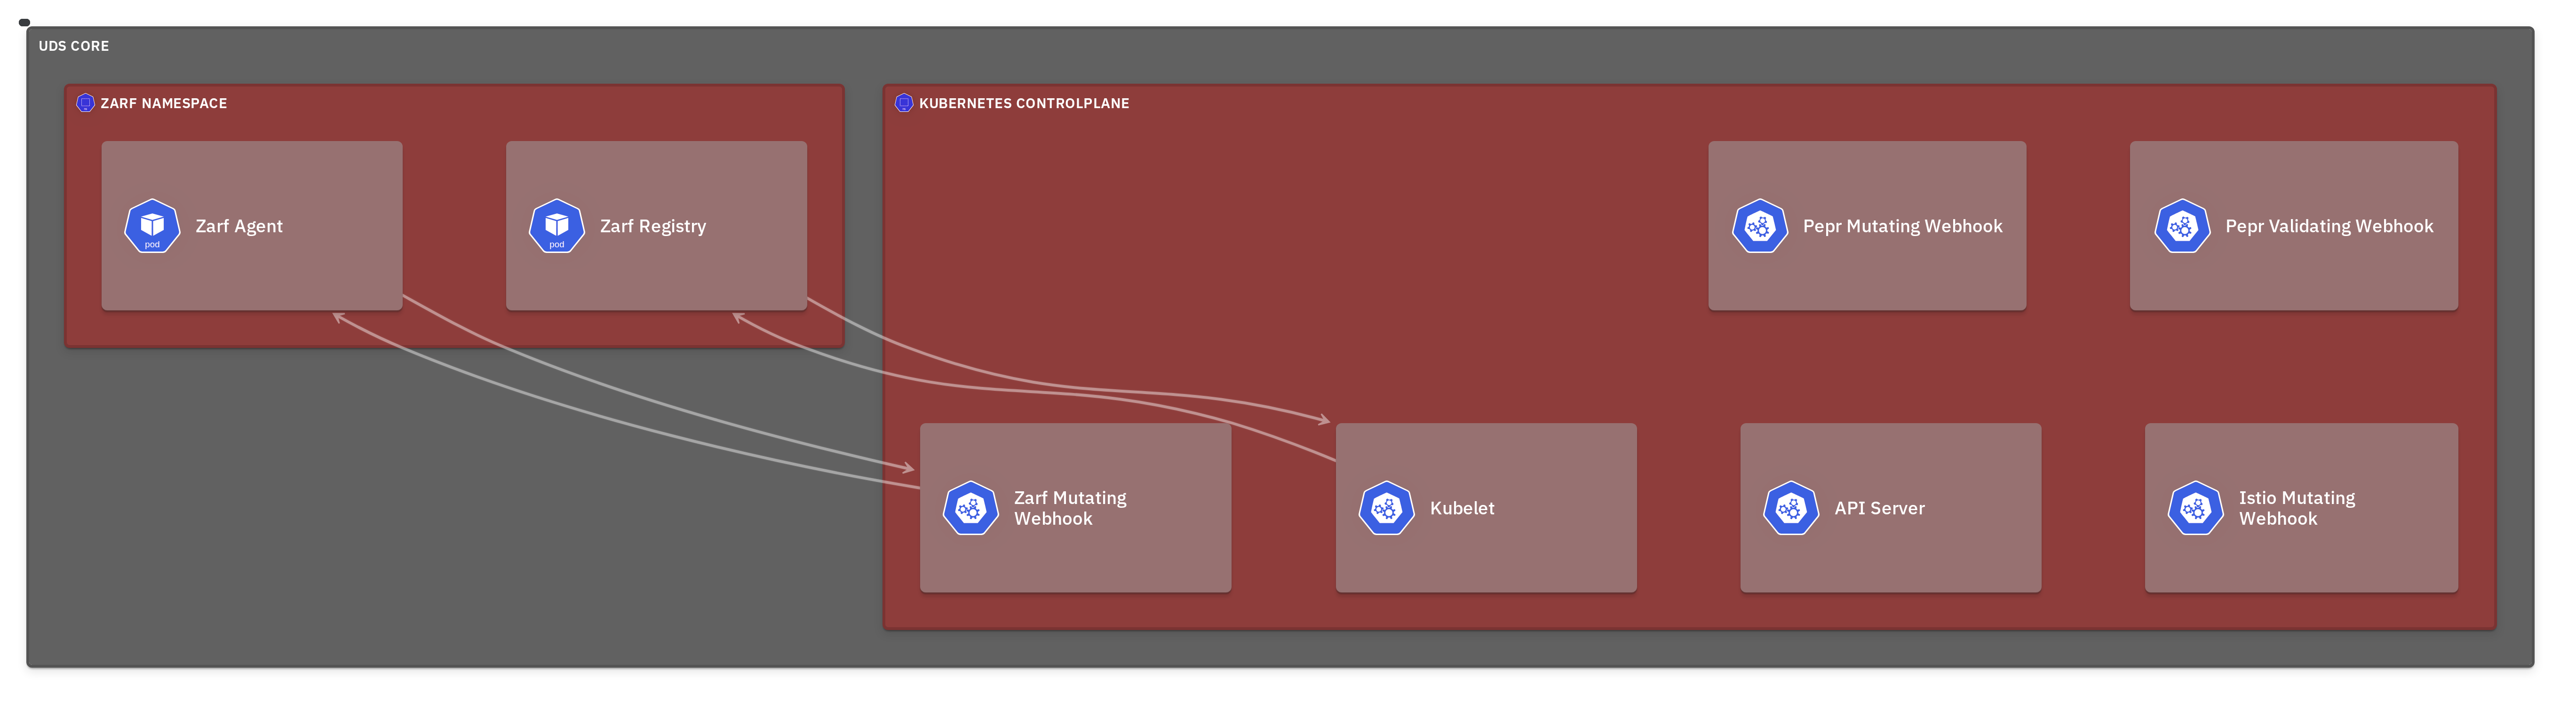 UDS CORE
ZARF NAMESPACE
KUBERNETES CONTROLPLANE
pod
Zarf Agent
pod
Zarf Registry
Pepr Mutating Webhook
Pepr Validating Webhook
Zarf Mutating
Webhook
Kubelet
API Server
Istio Mutating
Webhook